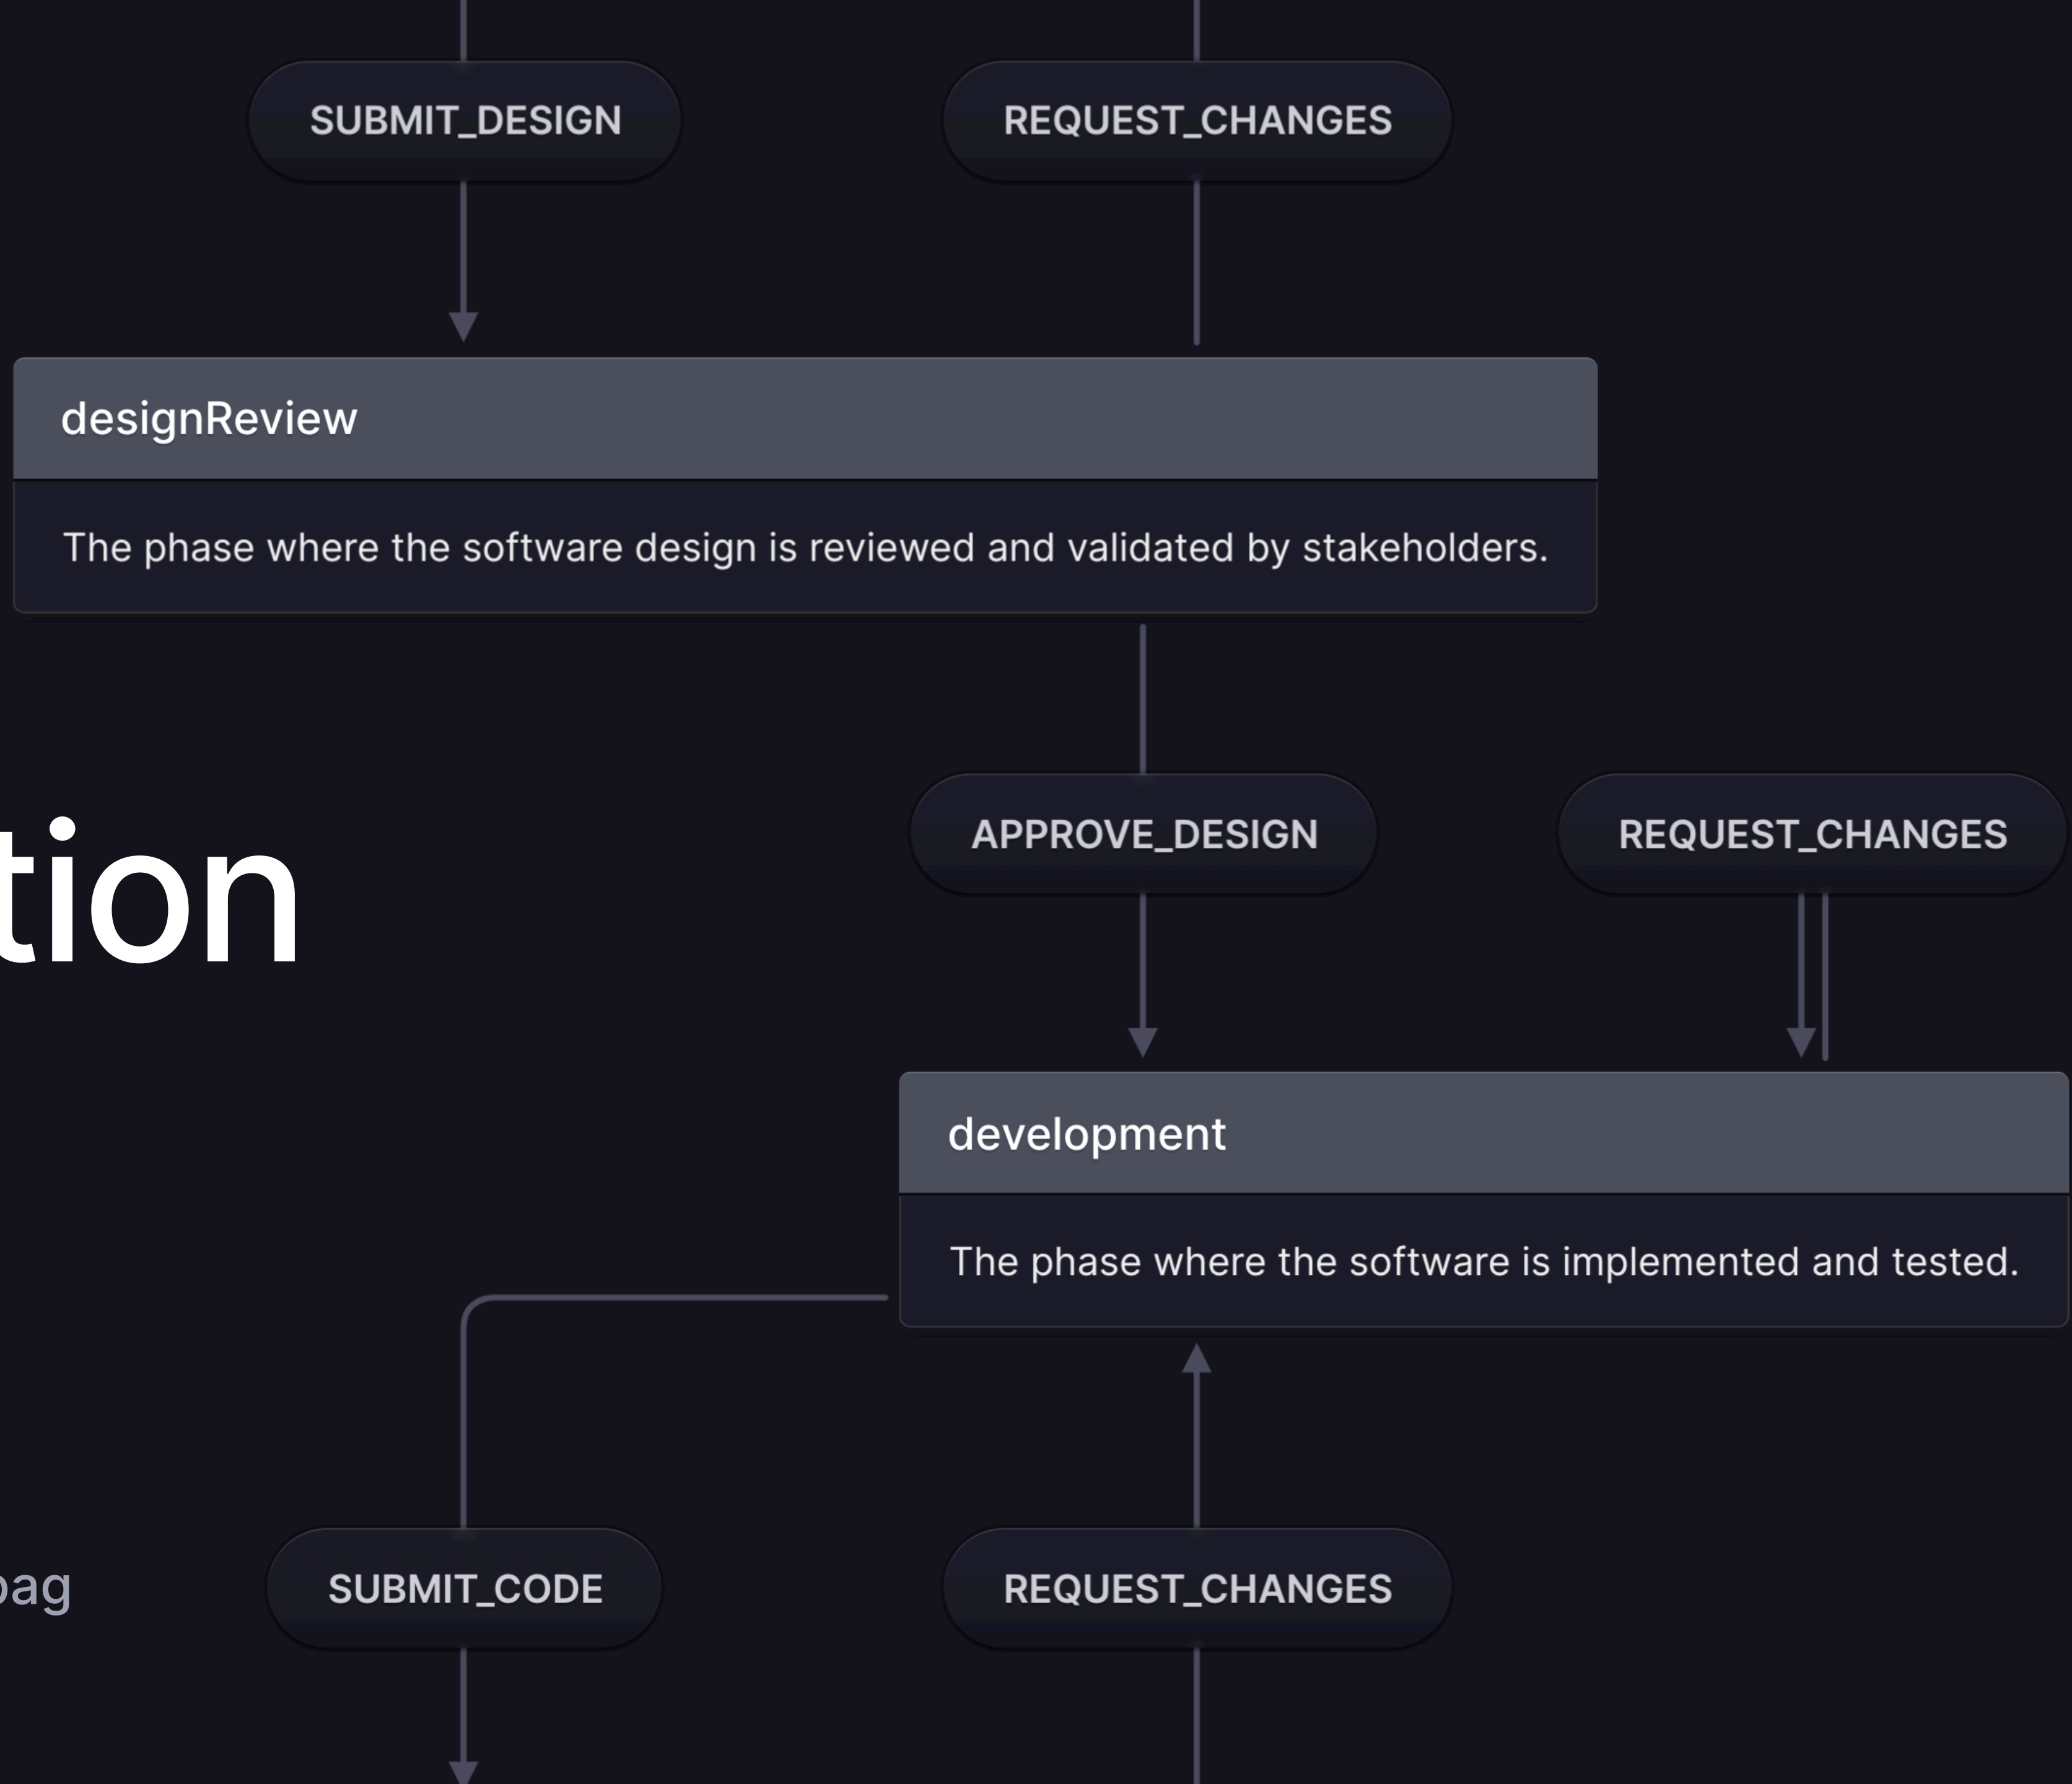 SUBMIT_DESIGN
REQUEST_CHANGES
designReview
The phase where the software design is reviewed and validated by stakeholders.
tion
APPROVE_DESIGN
REQUEST_CHANGES
development
The phase where the software is implemented and tested.
bag
SUBMIT_CODE
REQUEST_CHANGES